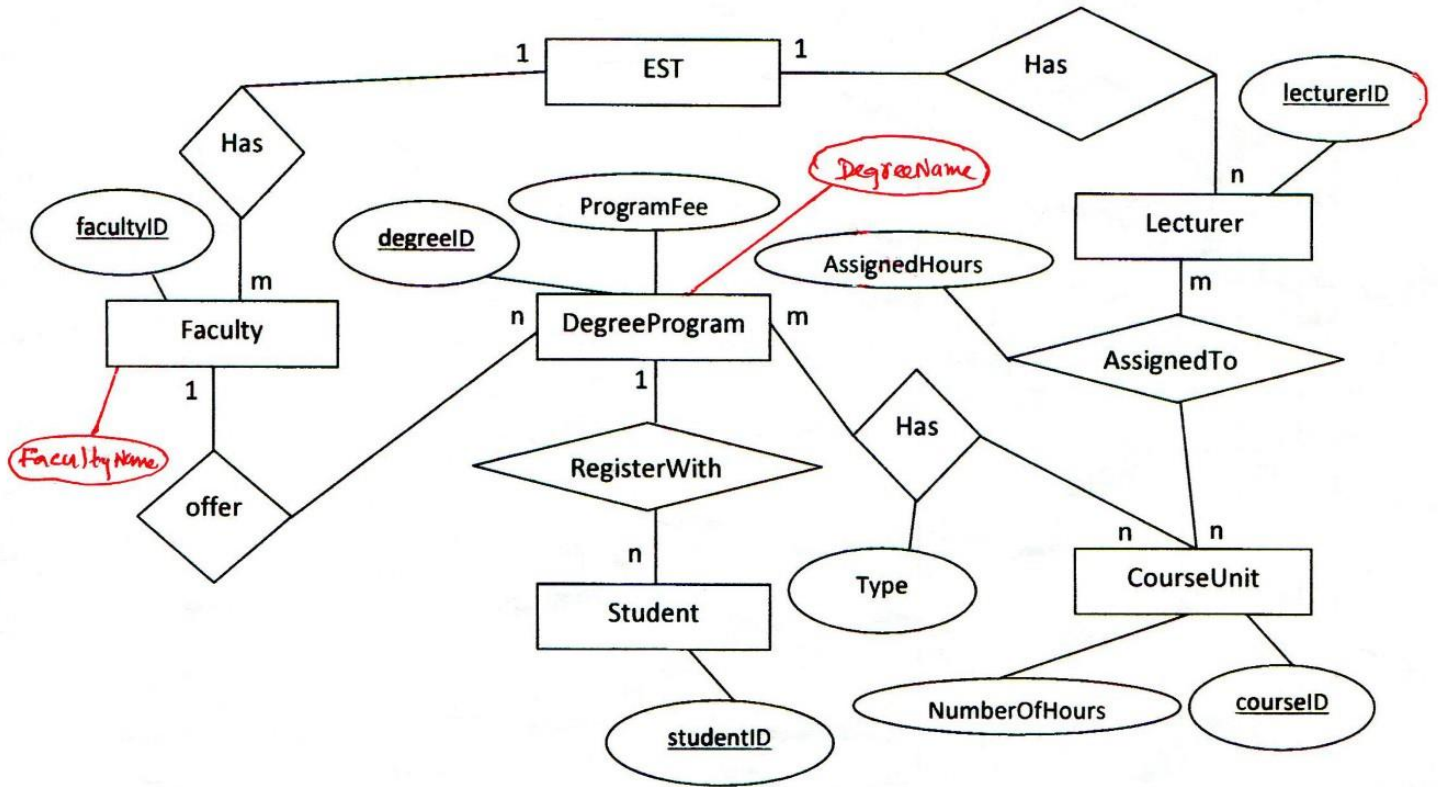 1 EST 1
Has
lecturerID
Has
DegreeName
n
ProgramFee
facultyID
degreeID
Lecturer
AssignedHours
m
m
n DegreeProgram m
Faculty
AssignedTo
1
1
Has
FacultyName
RegisterWith
offer
n
n n
CourseUnit
Type
Student
NumberOfHours
courseID
studentID